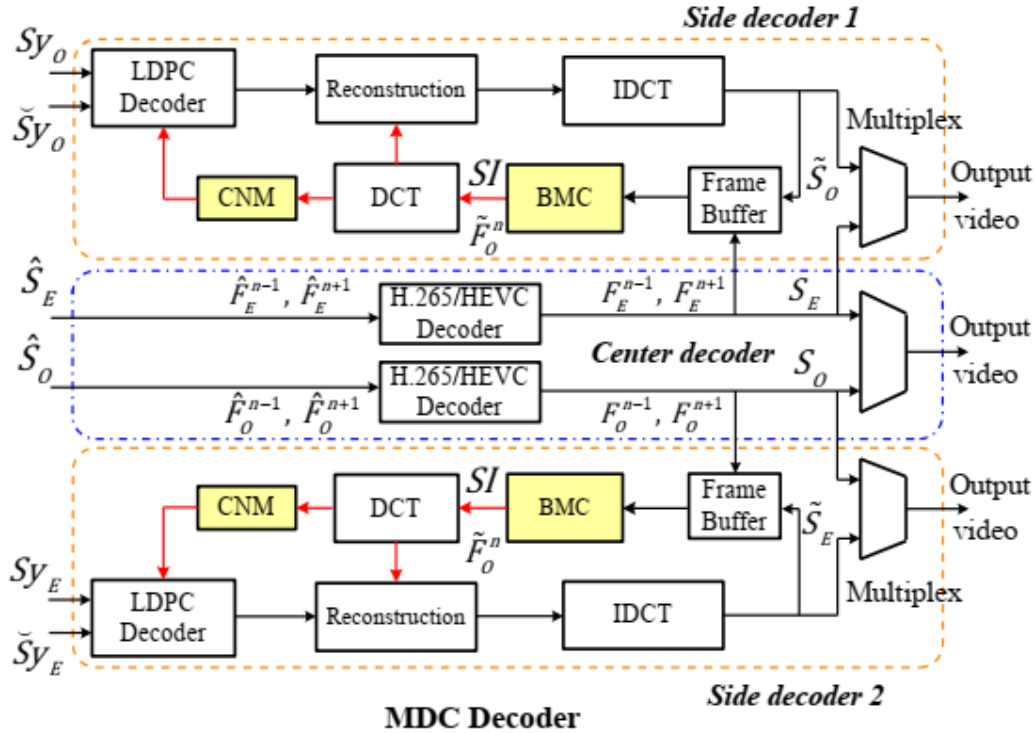 Side decoder 1
Sy_O
S̆y_O
LDPC Decoder
Reconstruction
IDCT
Multiplex
CNM
DCT
SI
F̃_O^n
BMC
Frame Buffer
S̃_O
Output video
Ŝ_E
F̂_E^{n-1}, F̂_E^{n+1}
H.265/HEVC Decoder
F_E^{n-1}, F_E^{n+1}
S_E
Center decoder
Output video
Ŝ_O
F̂_O^{n-1}, F̂_O^{n+1}
H.265/HEVC Decoder
F_O^{n-1}, F_O^{n+1}
S_O
CNM
DCT
SI
F̃_O^n
BMC
Frame Buffer
S̃_E
Output video
Sy_E
S̆y_E
LDPC Decoder
Reconstruction
IDCT
Multiplex
Side decoder 2
MDC Decoder